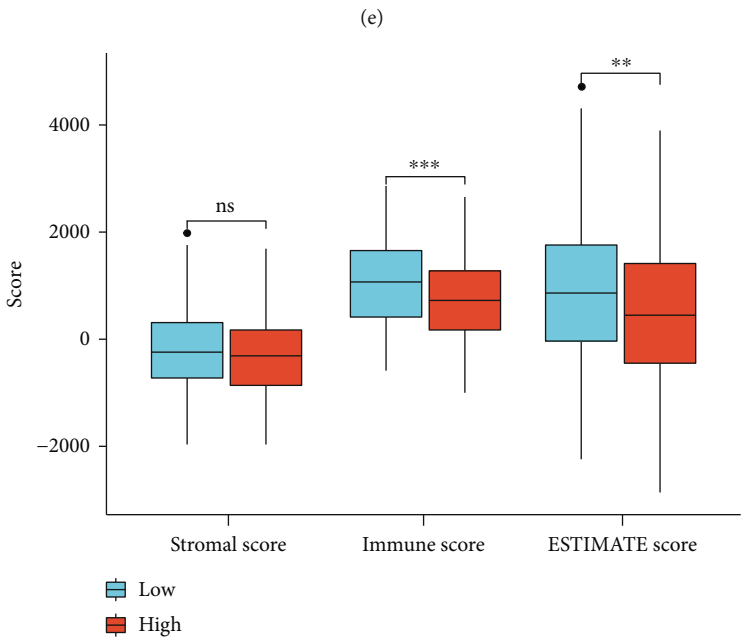 (e)
**
4000
***
ns
2000
Score
0
−2000
Stromal score Immune score ESTIMATE score
Low
High